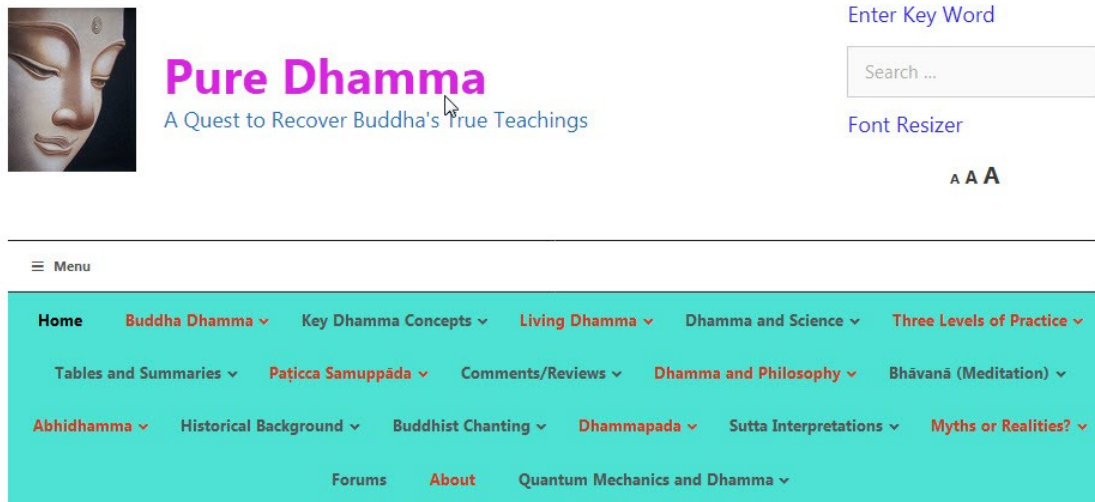 Enter Key Word
Pure Dhamma
Search ...
A Quest to Recover Buddha's True Teachings
Font Resizer
A A A
☰ Menu
Home Buddha Dhamma Key Dhamma Concepts Living Dhamma Dhamma and Science Three Levels of Practice
Tables and Summaries Paṭicca Samuppāda Comments/Reviews Dhamma and Philosophy Bhāvanā (Meditation)
Abhidhamma Historical Background Buddhist Chanting Dhammapada Sutta Interpretations Myths or Realities?
Forums About Quantum Mechanics and Dhamma